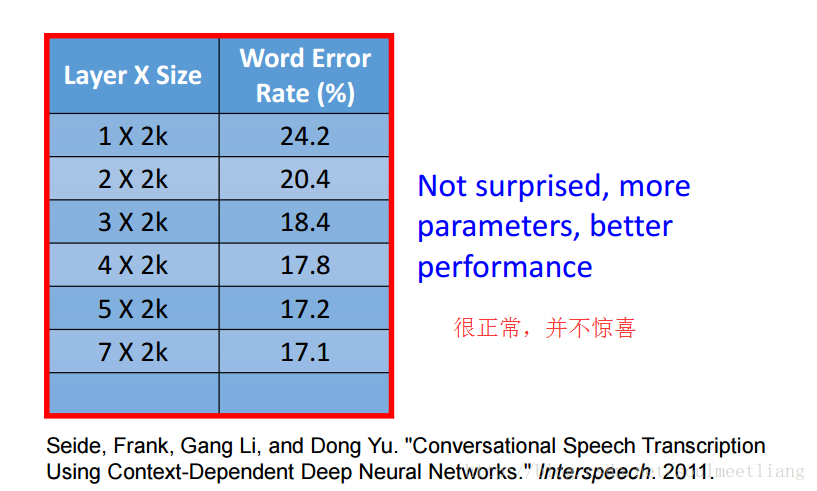 Layer X Size
Word Error
Rate (%)
1 X 2k
24.2
2 X 2k
20.4
3 X 2k
18.4
4 X 2k
17.8
5 X 2k
17.2
7 X 2k
17.1
Not surprised, more
parameters, better
performance
很正常，并不惊喜
Seide, Frank, Gang Li, and Dong Yu. "Conversational Speech Transcription
Using Context-Dependent Deep Neural Networks." Interspeech. 2011.